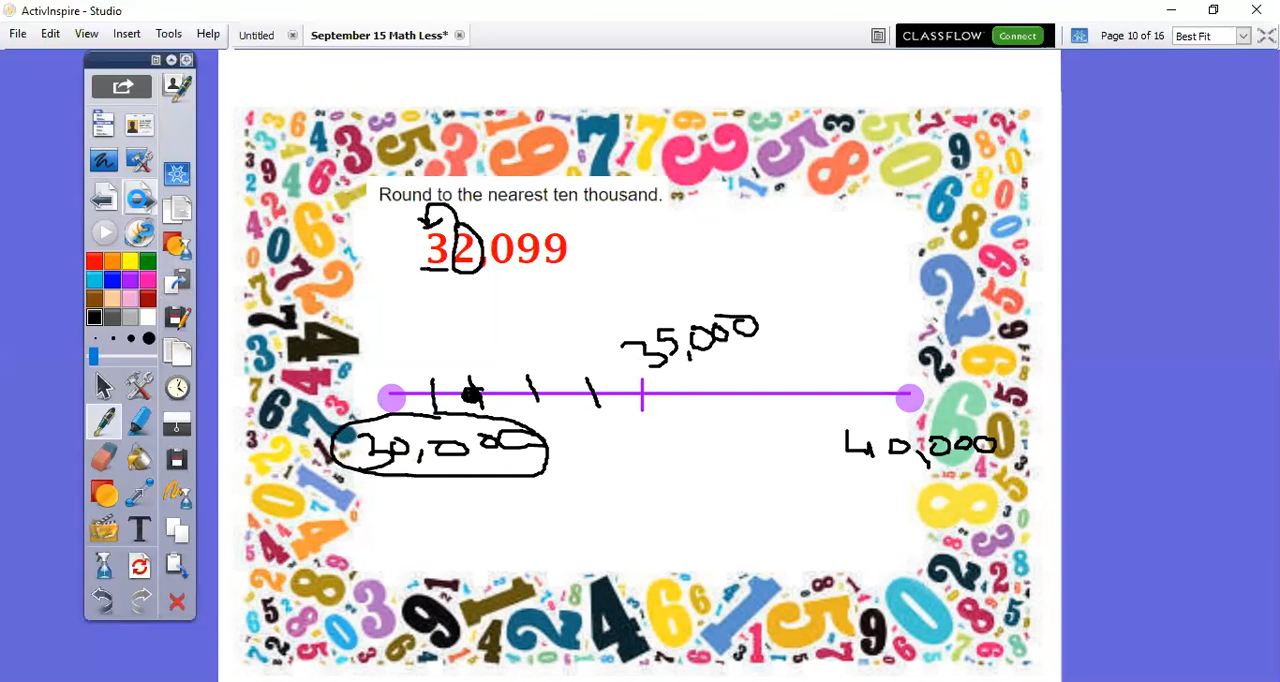 ActivInspire - Studio
File Edit View Insert Tools Help
Untitled
September 15 Math Less*
CLASSFLOW Connect
Page 10 of 16
Best Fit
Round to the nearest ten thousand.
32,099
35,000
30,000
40,000